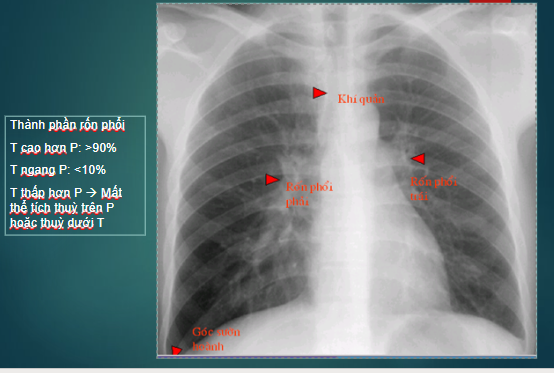 Thành phần rốn phổi
T cao hơn P: >90%
T ngang P: <10%
T thấp hơn P → Mất
thể tích thuỳ trên P
hoặc thuỳ dưới T
Khí quản
Rốn phổi
phải
Rốn phổi
trái
Góc sườn
hoành